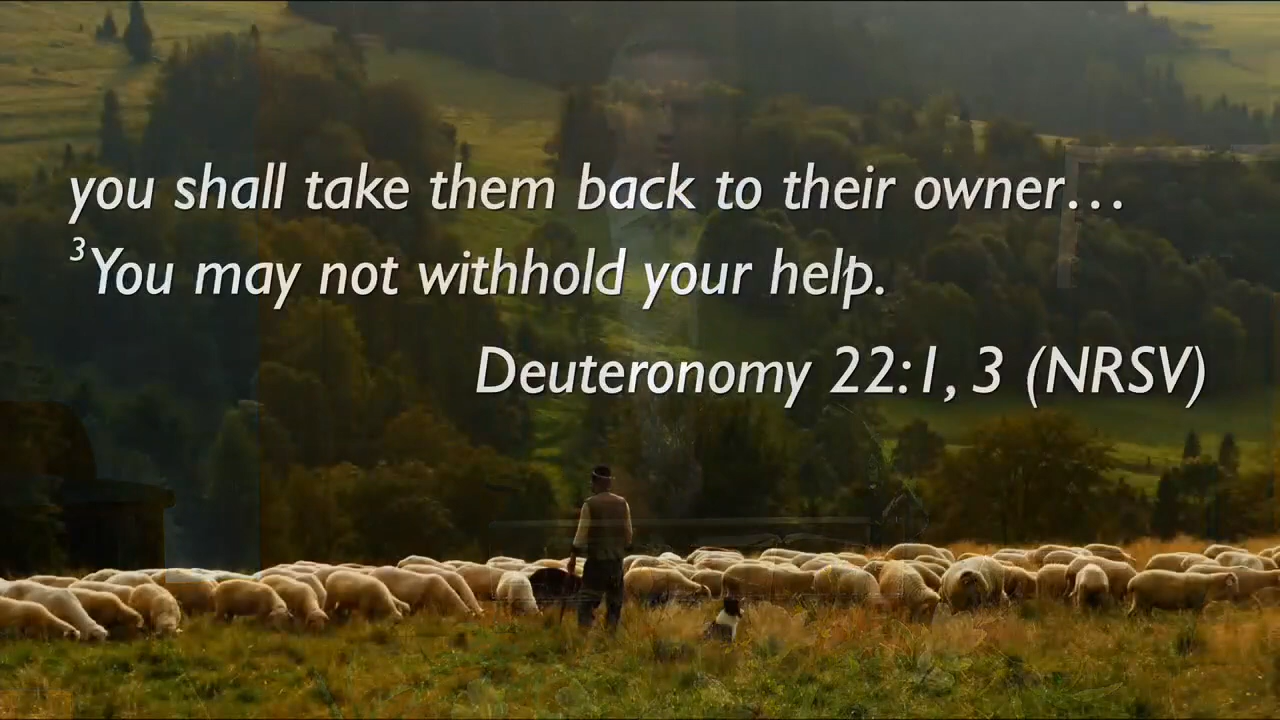 you shall take them back to their owner…
³You may not withhold your help.
Deuteronomy 22:1, 3 (NRSV)